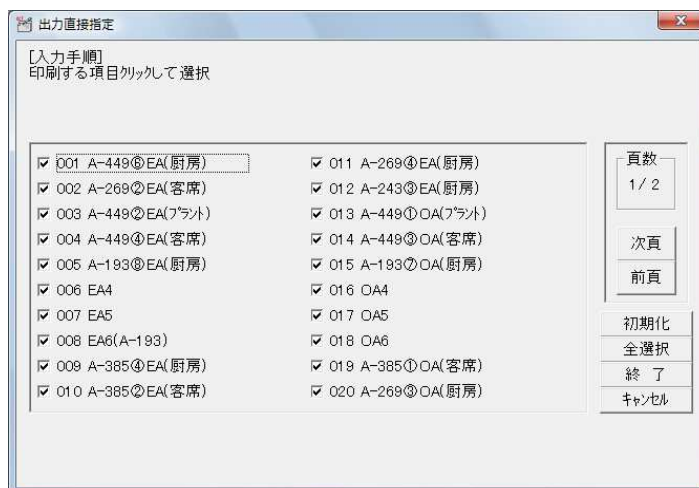 出力直接指定
[入力手順]
印刷する項目クリックして選択
001 A-449⑥EA(厨房)
002 A-269②EA(客席)
003 A-449②EA(プラント)
004 A-449④EA(客席)
005 A-193⑧EA(厨房)
006 EA4
007 EA5
008 EA6(A-193)
009 A-385④EA(厨房)
010 A-385②EA(客席)
011 A-269④EA(厨房)
012 A-243③EA(厨房)
013 A-449①OA(プラント)
014 A-449③OA(客席)
015 A-193⑦OA(厨房)
016 OA4
017 OA5
018 OA6
019 A-385①OA(客席)
020 A-269③OA(厨房)
頁数
1/2
次頁
前頁
初期化
全選択
終 了
キャンセル